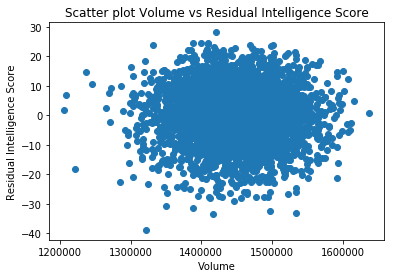 Scatter plot Volume vs Residual Intelligence Score
30
20
10
0
−10
−20
−30
−40
Residual Intelligence Score
1200000 1300000 1400000 1500000 1600000
Volume